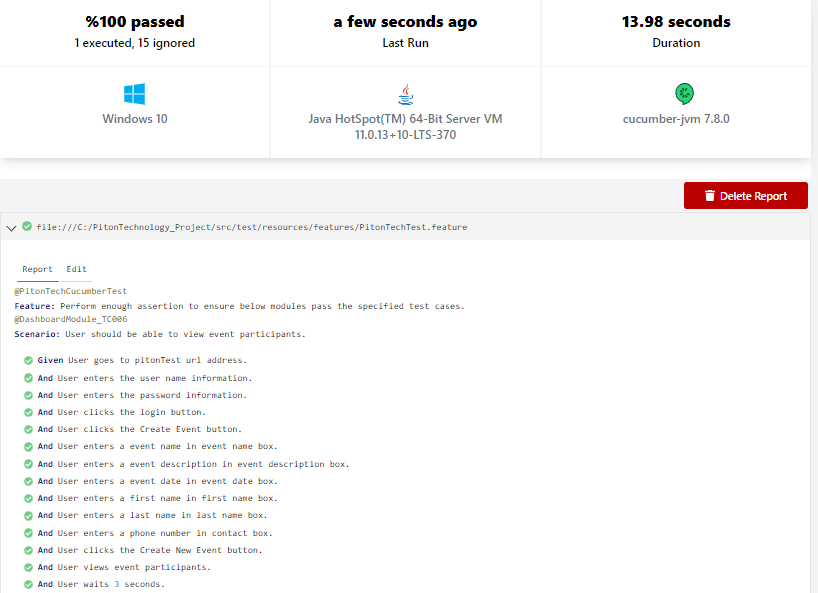 %100 passed
1 executed, 15 ignored
a few seconds ago
Last Run
13.98 seconds
Duration
Windows 10
Java HotSpot(TM) 64-Bit Server VM
11.0.13+10-LTS-370
cucumber-jvm 7.8.0
Delete Report
file:///C:/PitonTechnology_Project/src/test/resources/features/PitonTechTest.feature
Report Edit
@PitonTechCucumberTest
Feature: Perform enough assertion to ensure below modules pass the specified test cases.
@DashboardModule_TC006
Scenario: User should be able to view event participants.
Given User goes to pitonTest url address.
And User enters the user name information.
And User enters the password information.
And User clicks the login button.
And User clicks the Create Event button.
And User enters a event name in event name box.
And User enters a event description in event description box.
And User enters a event date in event date box.
And User enters a first name in first name box.
And User enters a last name in last name box.
And User enters a phone number in contact box.
And User clicks the Create New Event button.
And User views event participants.
And User waits 3 seconds.